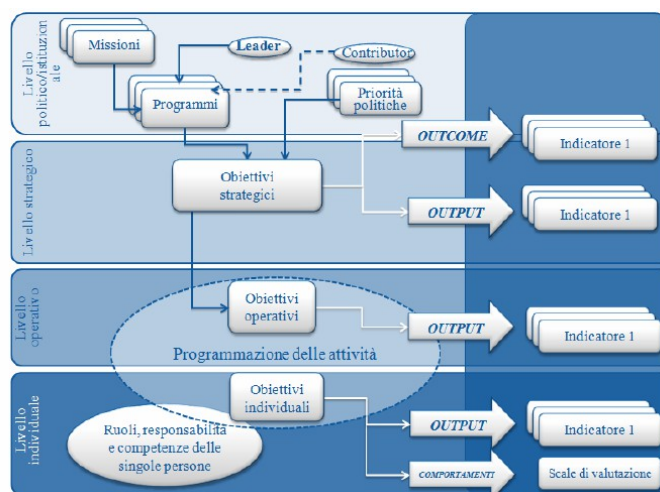 Livello
politico/istituzion
ale
Missioni
Leader
Contributor
Programmi
Priorità
politiche
OUTCOME
Indicatore 1
Livello strategico
Obiettivi
strategici
OUTPUT
Indicatore 1
Livello
operativo
Obiettivi
operativi
OUTPUT
Indicatore 1
Programmazione delle attività
Livello
individuale
Obiettivi
individuali
Ruoli, responsabilità
e competenze delle
singole persone
OUTPUT
Indicatore 1
COMPORTAMENTI
Scale di valutazione